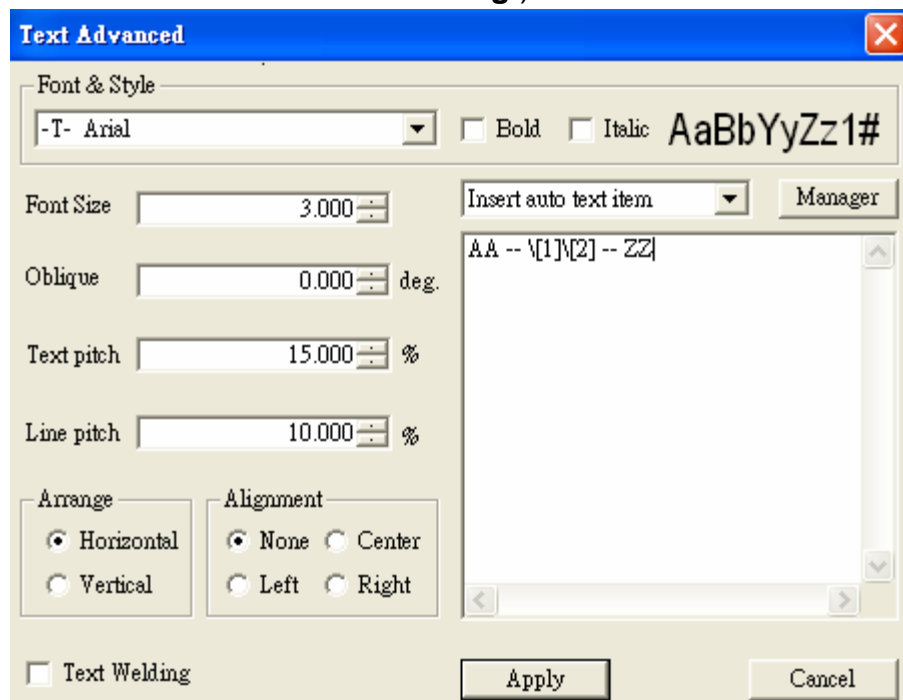 g,
Text Advanced
Font & Style
-T- Arial
Bold
Italic
AaBbYyZz1#
Font Size
3.000
Insert auto text item
Manager
AA -- \[1]\[2] -- ZZ
Oblique
0.000
deg.
Text pitch
15.000
%
Line pitch
10.000
%
Arrange
Horizontal
Vertical
Alignment
None
Center
Left
Right
Text Welding
Apply
Cancel